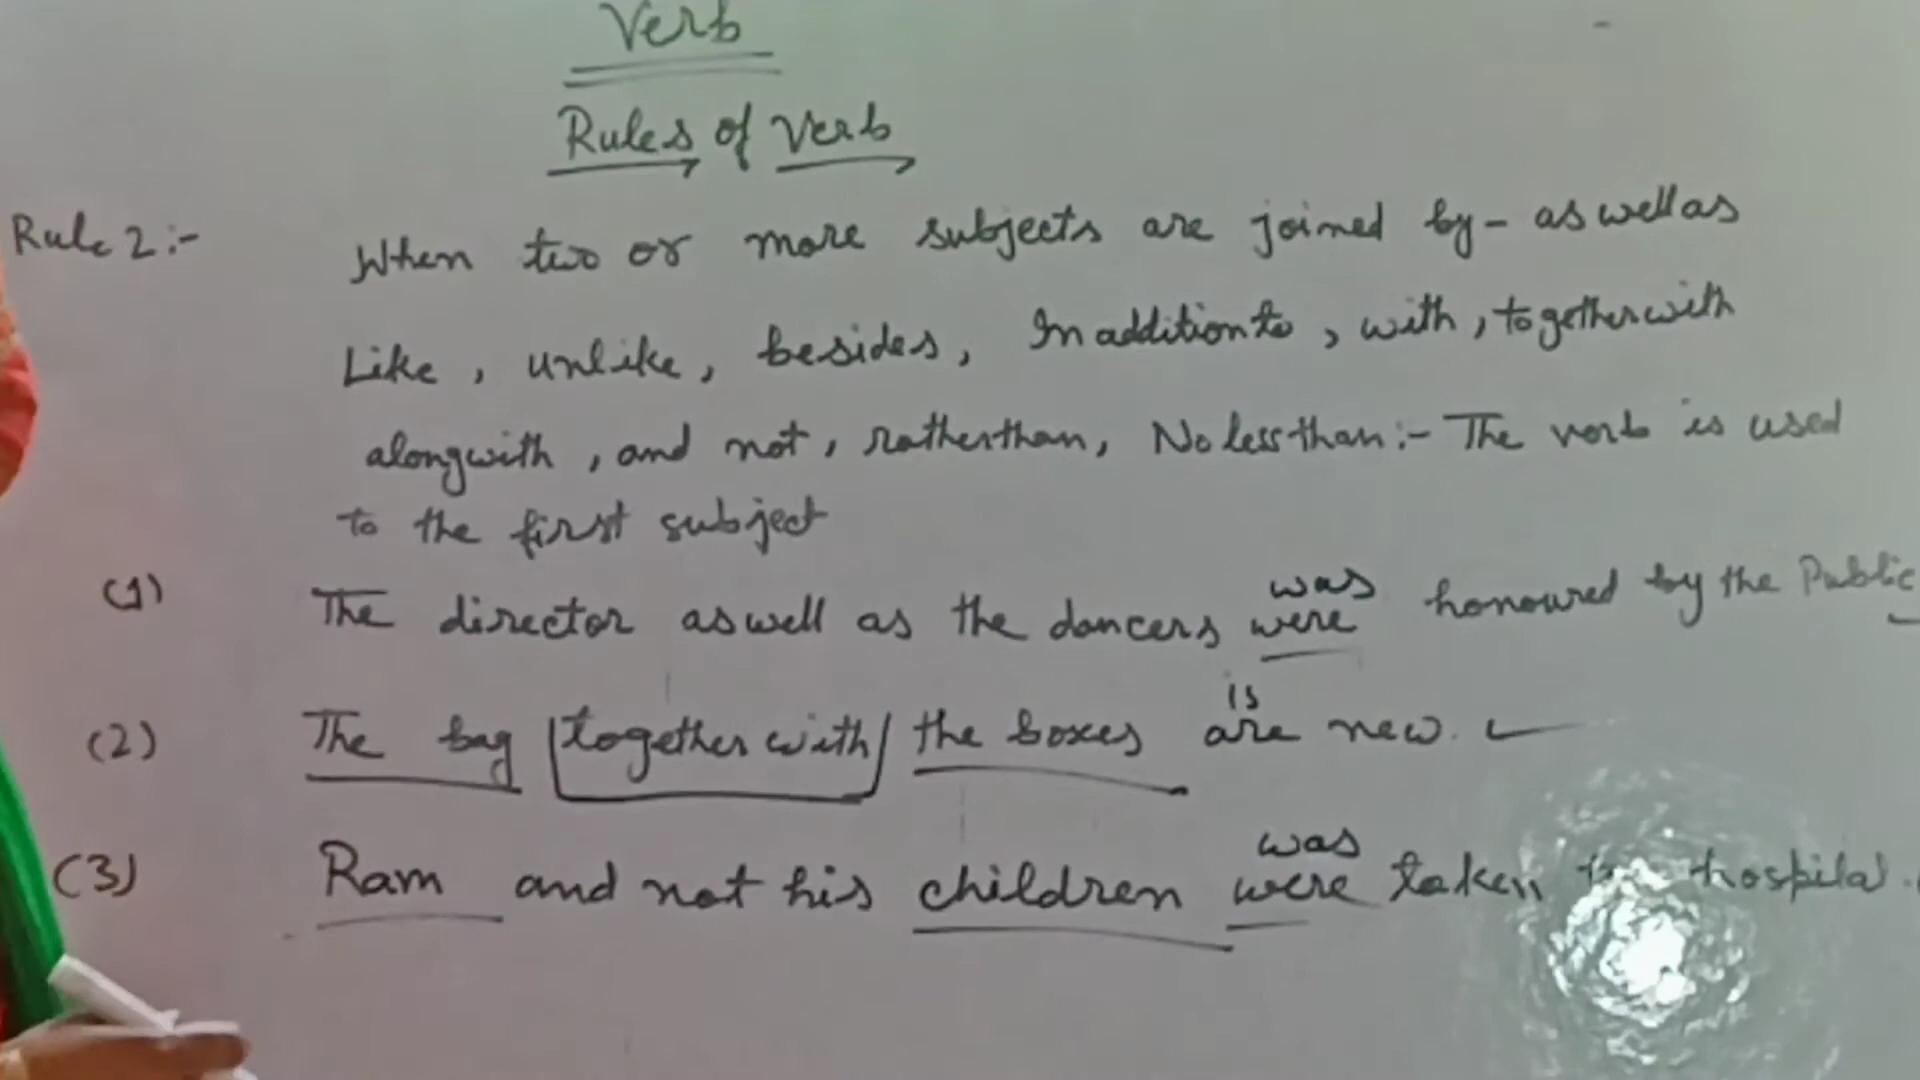 Verb
Rules of Verb
Rule 2:- When two or more subjects are joined by - as well as
Like, unlike, besides, In addition to, with, together with
alongwith, and not, rather than, No less than:- The verb is used
to the first subject
was
(1) The director as well as the dancers were honoured by the Public
is
(2) The bag together with the boxes are new.
was
(3) Ram and not his children were taken hospital.